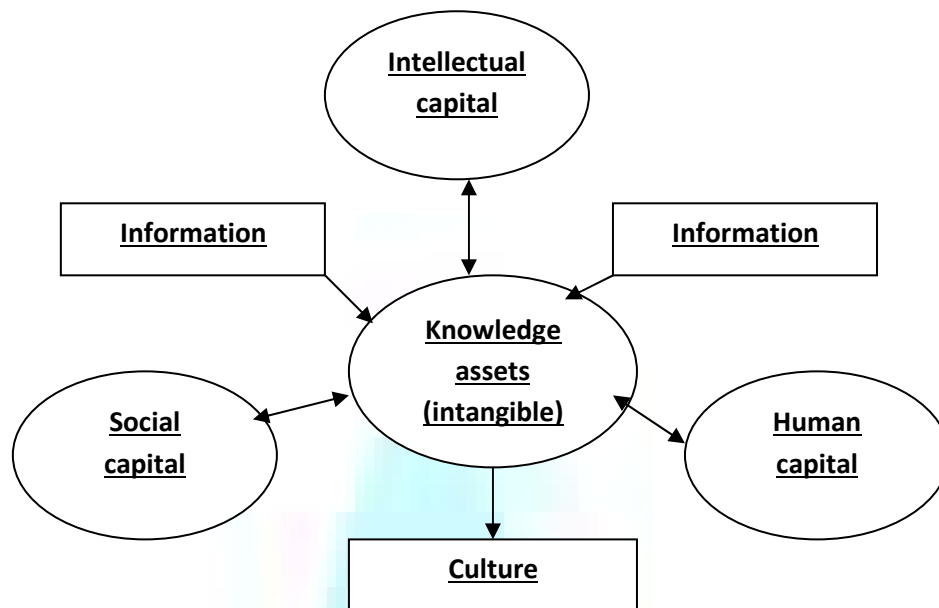 Intellectual
capital
Information
Information
Knowledge
assets
(intangible)
Social
capital
Human
capital
Culture